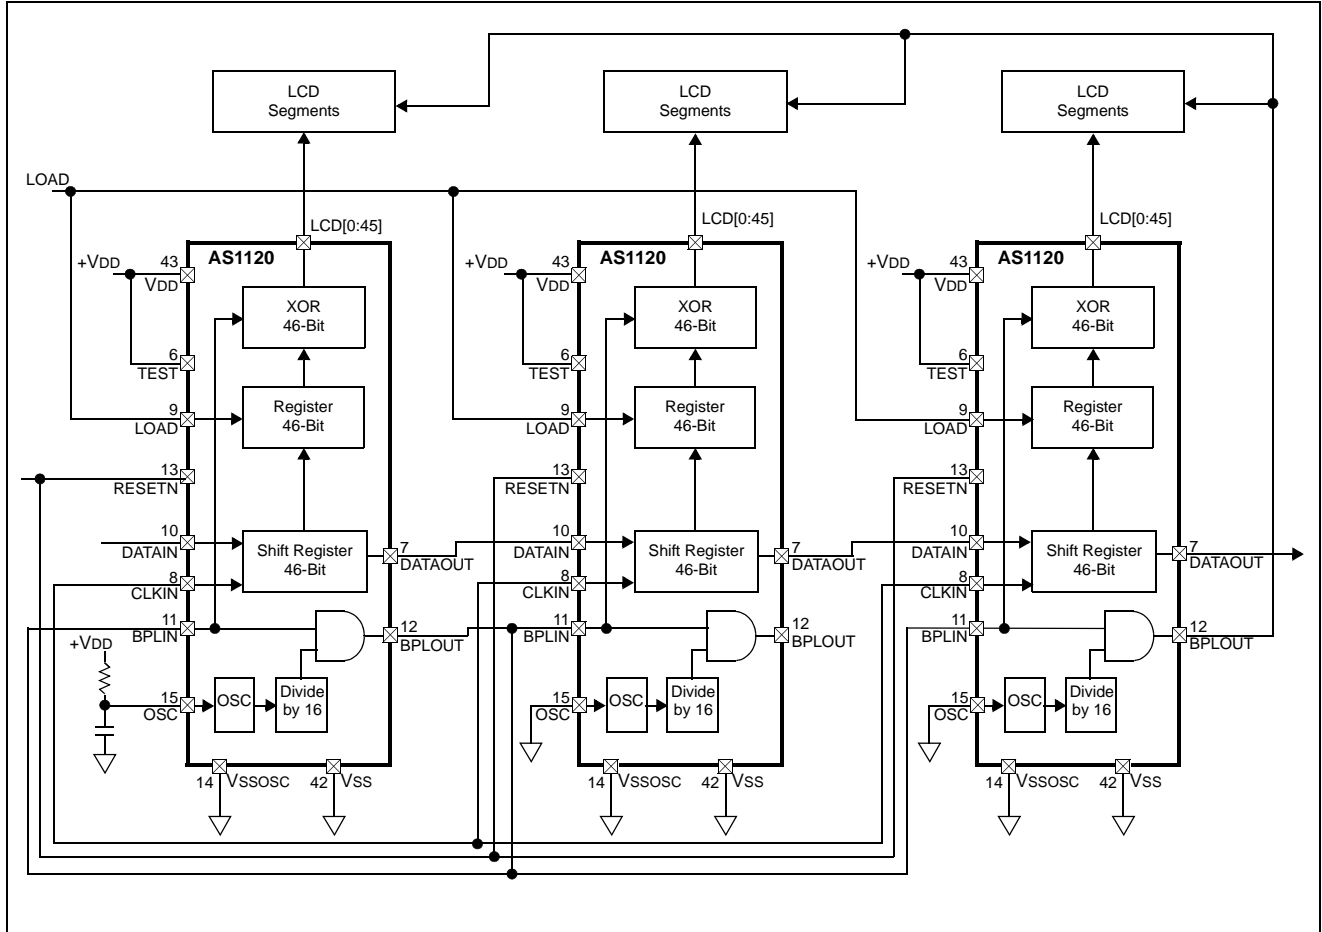 LCD
Segments
LCD
Segments
LCD
Segments
LOAD
LCD[0:45]
LCD[0:45]
LCD[0:45]
AS1120
AS1120
AS1120
+VDD
43
VDD
+VDD
43
VDD
+VDD
43
VDD
XOR
46-Bit
XOR
46-Bit
XOR
46-Bit
6
TEST
6
TEST
6
TEST
9
LOAD
Register
46-Bit
9
LOAD
Register
46-Bit
9
LOAD
Register
46-Bit
13
RESETN
13
RESETN
13
RESETN
10
DATAIN
Shift Register
46-Bit
7
DATAOUT
10
DATAIN
Shift Register
46-Bit
7
DATAOUT
10
DATAIN
Shift Register
46-Bit
7
DATAOUT
8
CLKIN
8
CLKIN
8
CLKIN
11
BPLIN
12
BPLOUT
11
BPLIN
12
BPLOUT
11
BPLIN
12
BPLOUT
+VDD
15
OSC
OSC
Divide
by 16
15
OSC
OSC
Divide
by 16
15
OSC
OSC
Divide
by 16
14
VSSOSC
42
VSS
14
VSSOSC
42
VSS
14
VSSOSC
42
VSS